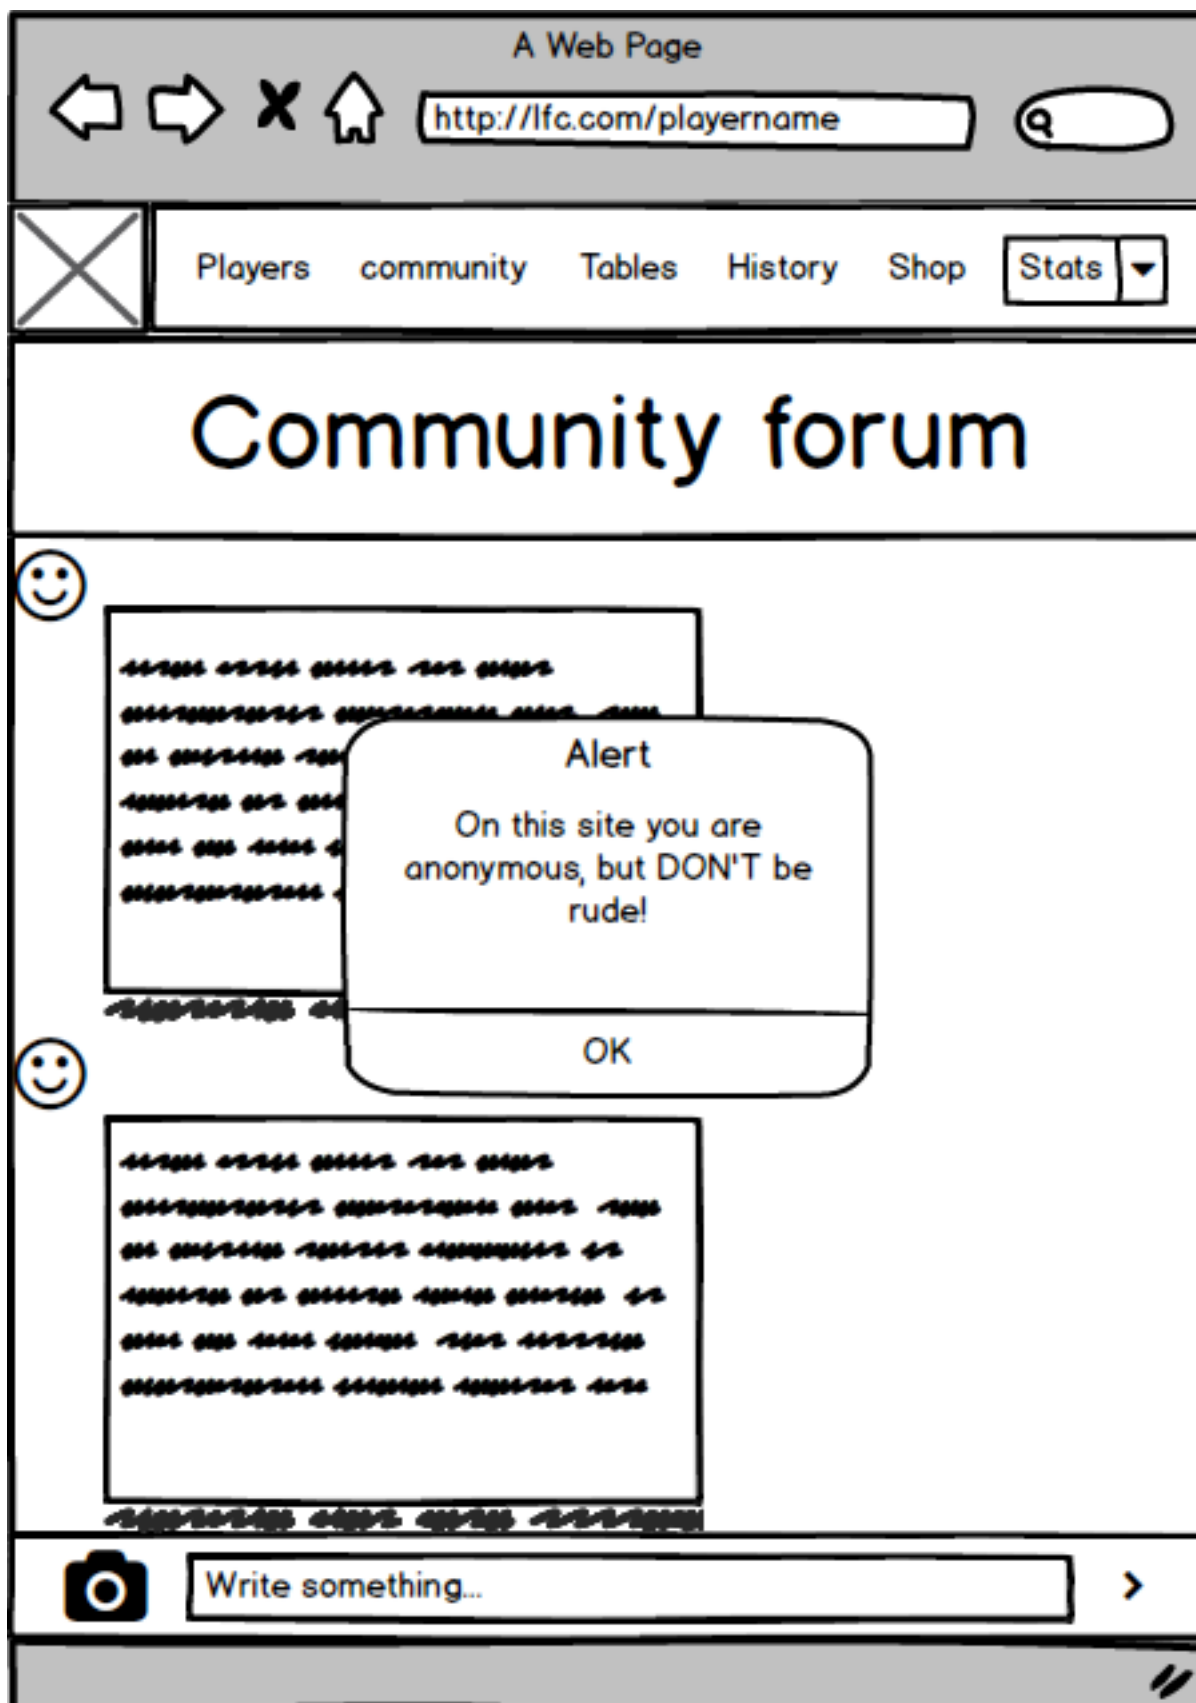 A Web Page
http://lfc.com/playername
Players community Tables History Shop Stats
Community forum
Alert
On this site you are
anonymous, but DON'T be
rude!
OK
Write something...